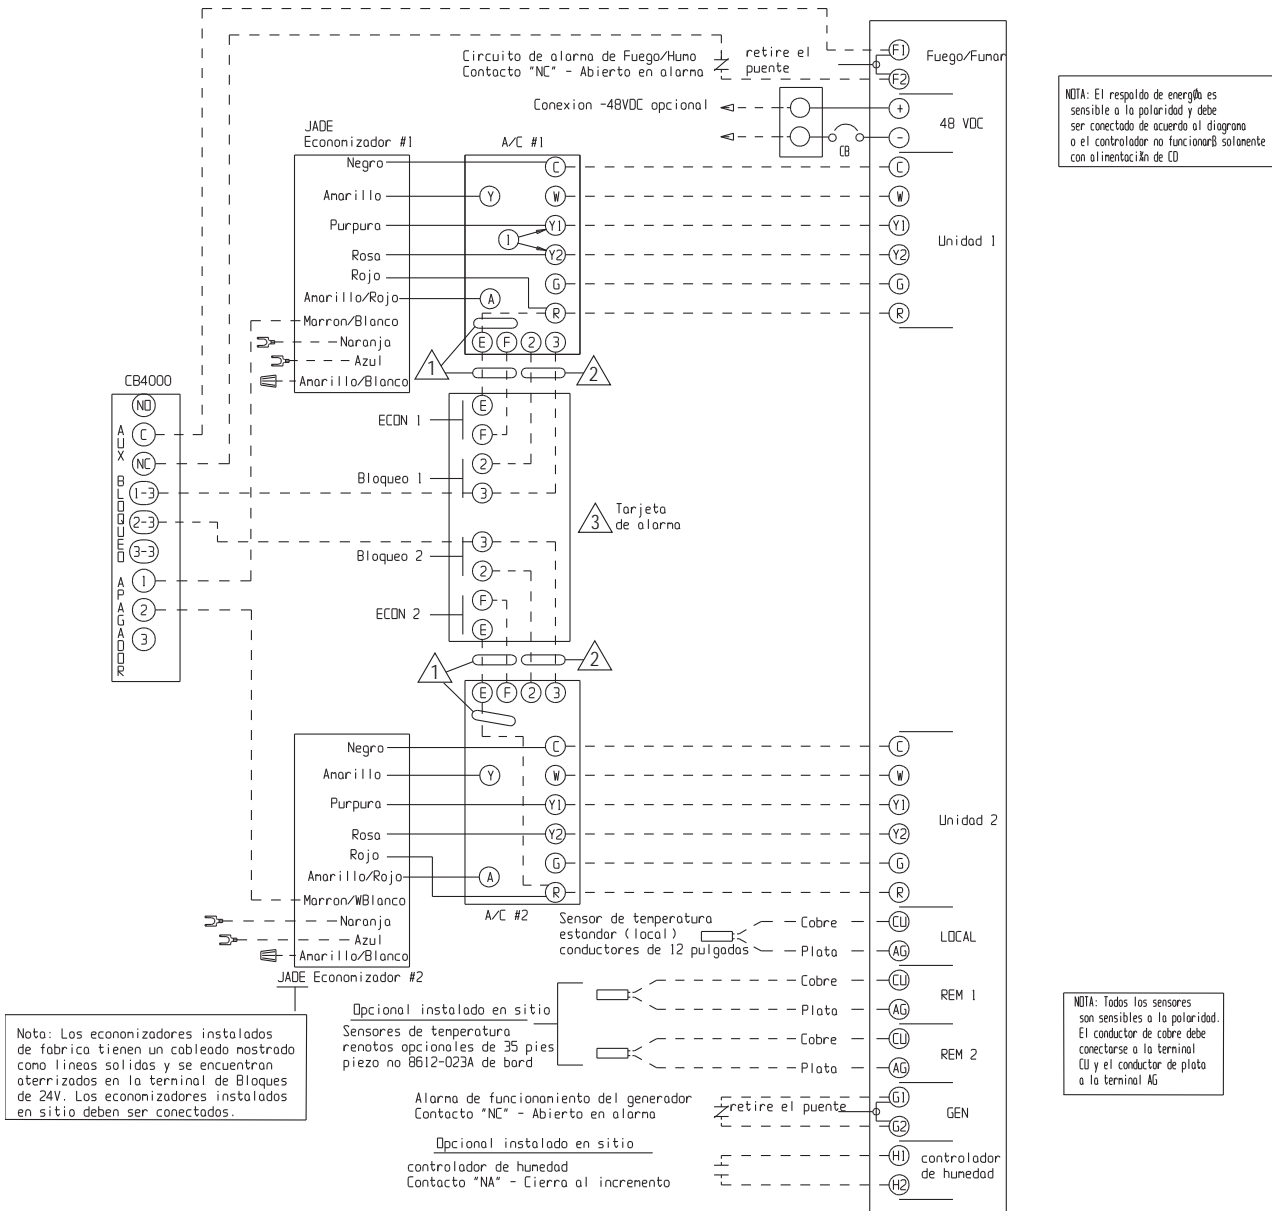 Circuito de alarma de Fuego/Humo
Contacto "NC" - Abierto en alarma
retire el
puente
F1
F2
Fuego/Fumar
Conexion -48VDC opcional
+
-
CB
48 VDC
NOTA: El respaldo de energÝa es
sensible a la polaridad y debe
ser conectado de acuerdo al diagrama
o el controlador no funcionarß solamente
con alimentaciÝn de CD
JADE
Economizador #1
A/C #1
Negro
Amarillo
Purpura
Rosa
Rojo
Amarillo/Rojo
Marron/Blanco
Naranja
Azul
Amarillo/Blanco
Y
1
A
C
W
Y1
Y2
G
R
E F 2 3
C
W
Y1
Y2
G
R
Unidad 1
1
2
CB4000
NO
C
NC
1-3
2-3
3-3
1
2
3
AUX BLOQUEO APAGADOR
ECON 1
Bloqueo 1
Bloqueo 2
ECON 2
E
F
2
3
3
2
F
E
3
Tarjeta
de alarma
1
2
E F 2 3
Negro
Amarillo
Purpura
Rosa
Rojo
Amarillo/Rojo
Marron/WBlanco
Naranja
Azul
Amarillo/Blanco
JADE Economizador #2
Y
A
C
W
Y1
Y2
G
R
A/C #2
C
W
Y1
Y2
G
R
Unidad 2
Sensor de temperatura
estandar (local)
conductores de 12 pulgadas
Cobre
Plata
CU
AG
LOCAL
Opcional instalado en sitio
Sensores de temperatura
remotos opcionales de 35 pies
piezo no 8612-023A de bard
Cobre
Plata
CU
AG
REM 1
Cobre
Plata
CU
AG
REM 2
NOTA: Todos los sensores
son sensibles a la polaridad.
El conductor de cobre debe
conectarse a la terminal
CU y el conductor de plata
a la terminal AG
Nota: Los economizadores instalados
de fabrica tienen un cableado mostrado
como lineas solidas y se encuentran
aterrizados en la terminal de Bloques
de 24V. Los economizadores instalados
en sitio deben ser conectados.
Alarma de funcionamiento del generador
Contacto "NC" - Abierto en alarma
retire el puente
G1
G2
GEN
Opcional instalado en sitio
controlador de humedad
Contacto "NA" - Cierra al incremento
H1
H2
controlador
de humedad